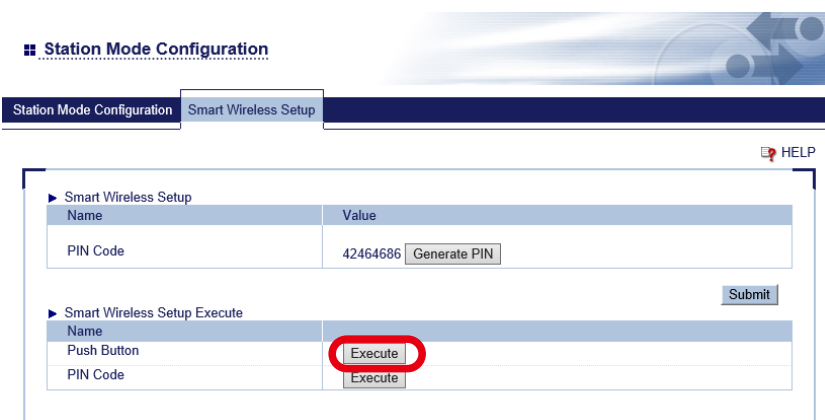 Station Mode Configuration
Station Mode Configuration Smart Wireless Setup
HELP
Smart Wireless Setup
Name Value
PIN Code 42464686 Generate PIN
Submit
Smart Wireless Setup Execute
Name
Push Button Execute
PIN Code Execute